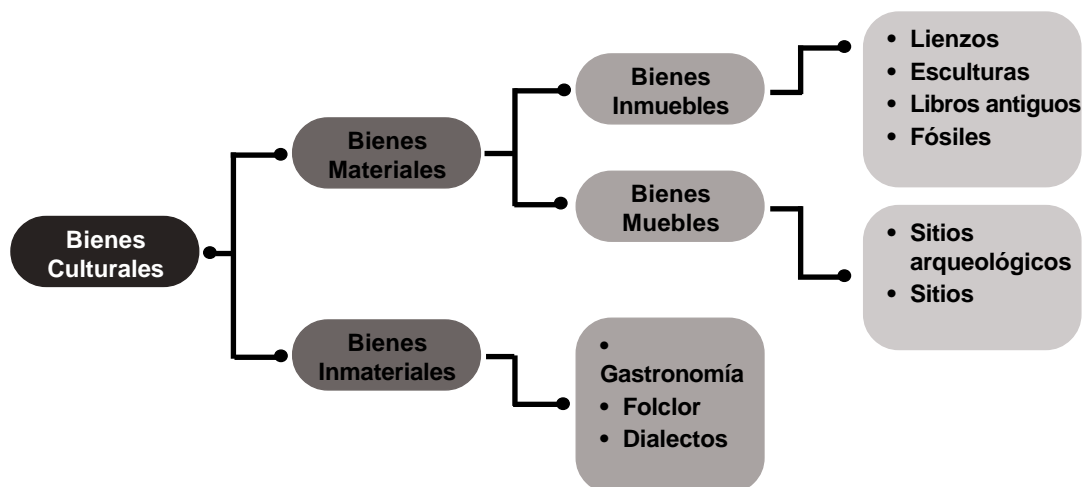 Bienes
Culturales
Bienes
Materiales
Bienes
Inmuebles
• Lienzos
• Esculturas
• Libros antiguos
• Fósiles
Bienes
Muebles
• Sitios
arqueológicos
• Sitios
Bienes
Inmateriales
•
Gastronomía
• Folclor
• Dialectos